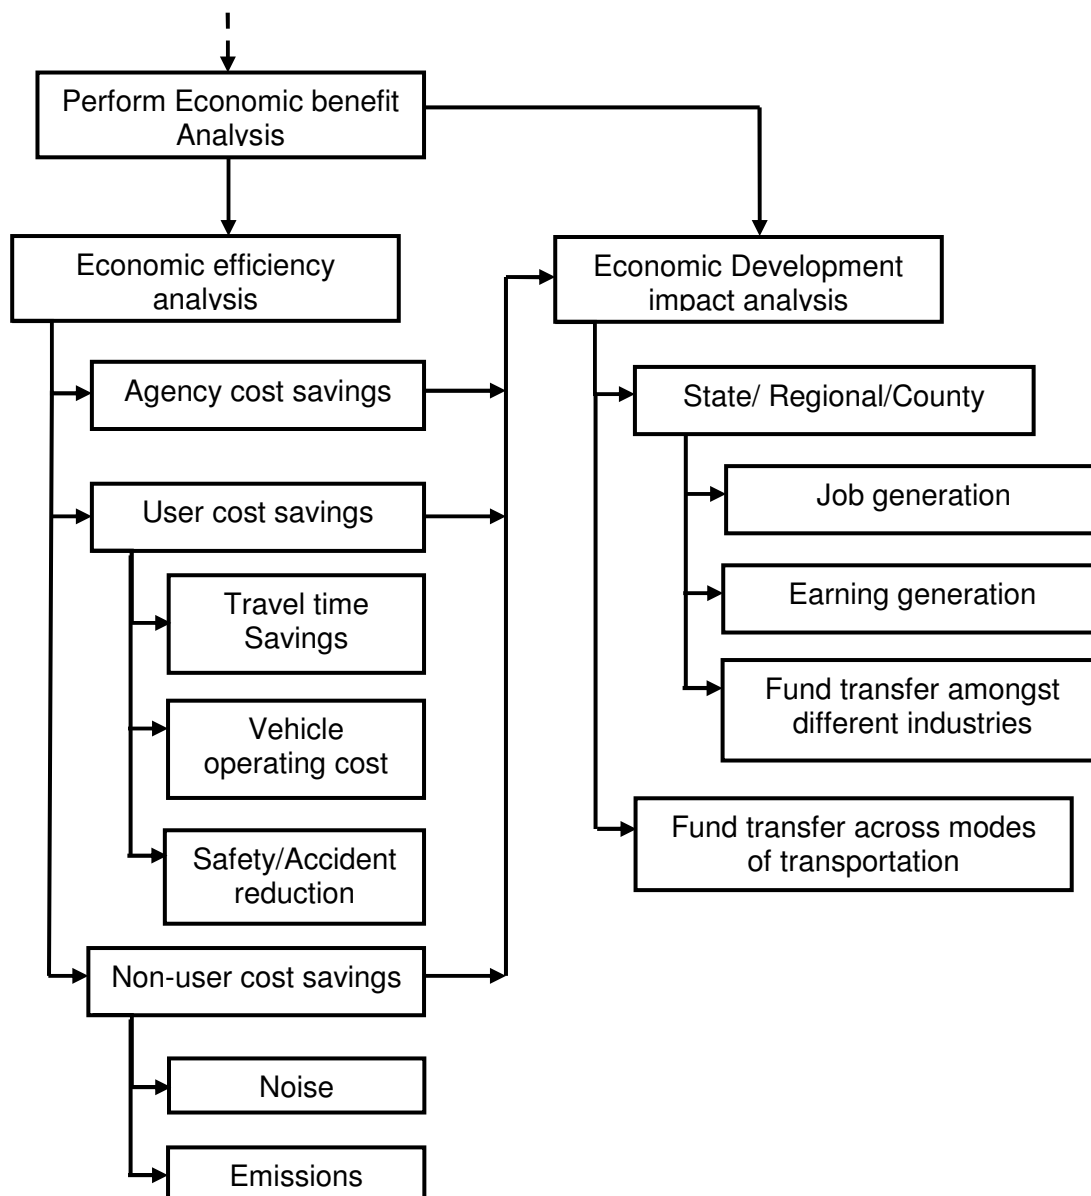 Perform Economic benefit
Analysis
Economic efficiency
analysis
Agency cost savings
User cost savings
Travel time
Savings
Vehicle
operating cost
Safety/Accident
reduction
Non-user cost savings
Noise
Emissions
Economic Development
impact analysis
State/ Regional/County
Job generation
Earning generation
Fund transfer amongst
different industries
Fund transfer across modes
of transportation